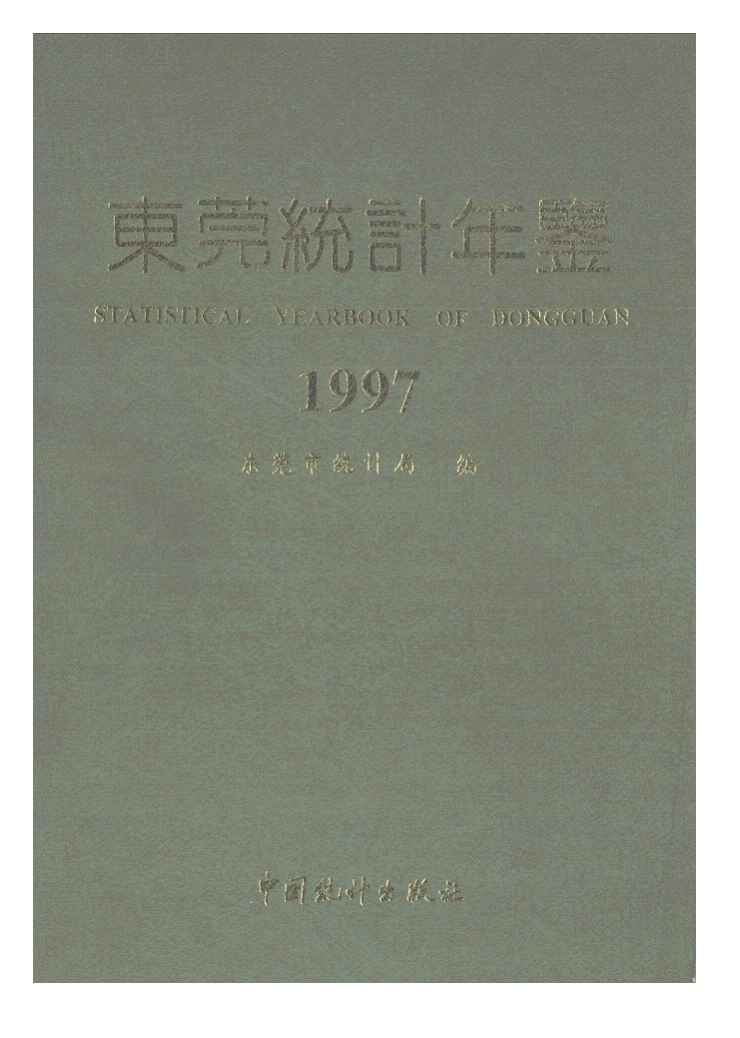 東莞統計年鑒
STATISTICAL YEARBOOK OF DONGGUAN
1997
东莞市统计局 编
中国统计出版社